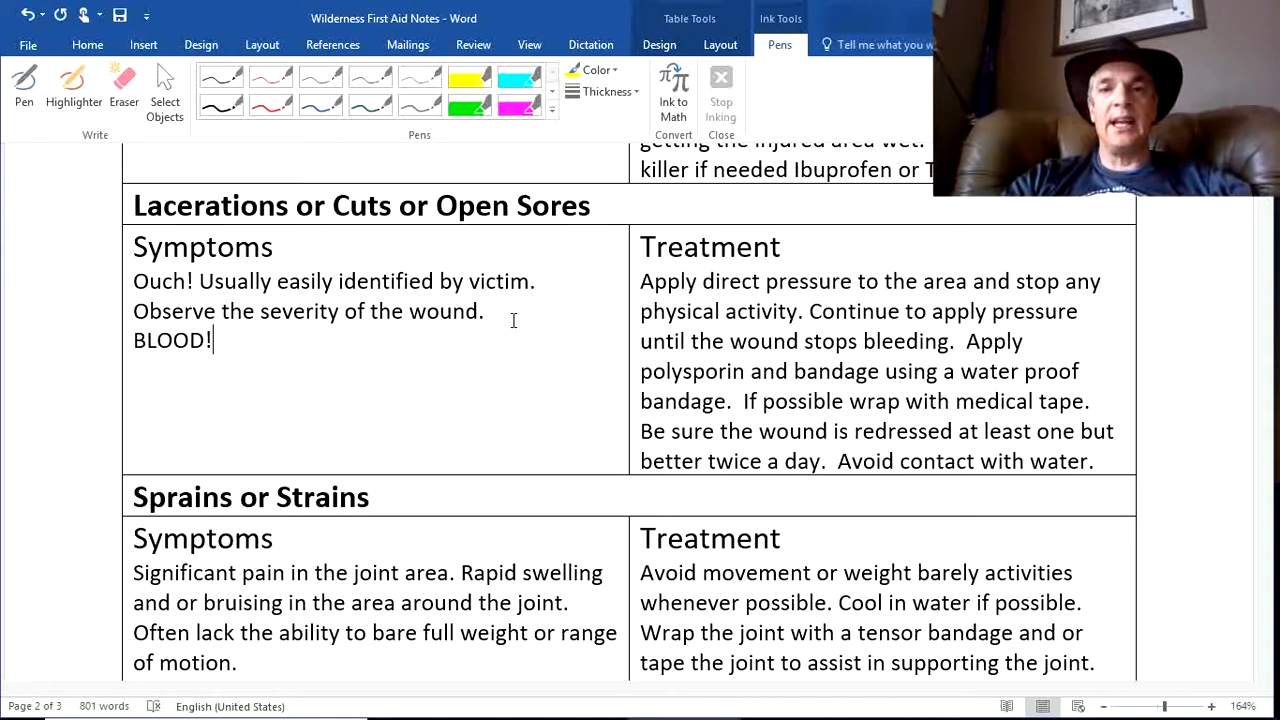 Wilderness First Aid Notes - Word
Table Tools
Ink Tools
File
Home
Insert
Design
Layout
References
Mailings
Review
View
Dictation
Design
Layout
Pens
Tell me what you w
Pen
Highlighter
Eraser
Select
Objects
Color
Thickness
Ink to
Math
Stop
Inking
Write
Pens
Convert
Close
getting the injured area wet.
killer if needed Ibuprofen or T
Lacerations or Cuts or Open Sores
Symptoms
Ouch! Usually easily identified by victim.
Observe the severity of the wound.
BLOOD!
Treatment
Apply direct pressure to the area and stop any
physical activity. Continue to apply pressure
until the wound stops bleeding.  Apply
polysporin and bandage using a water proof
bandage.  If possible wrap with medical tape.
Be sure the wound is redressed at least one but
better twice a day.  Avoid contact with water.
Sprains or Strains
Symptoms
Significant pain in the joint area. Rapid swelling
and or bruising in the area around the joint.
Often lack the ability to bare full weight or range
of motion.
Treatment
Avoid movement or weight barely activities
whenever possible. Cool in water if possible.
Wrap the joint with a tensor bandage and or
tape the joint to assist in supporting the joint.
Page 2 of 3
801 words
English (United States)
164%